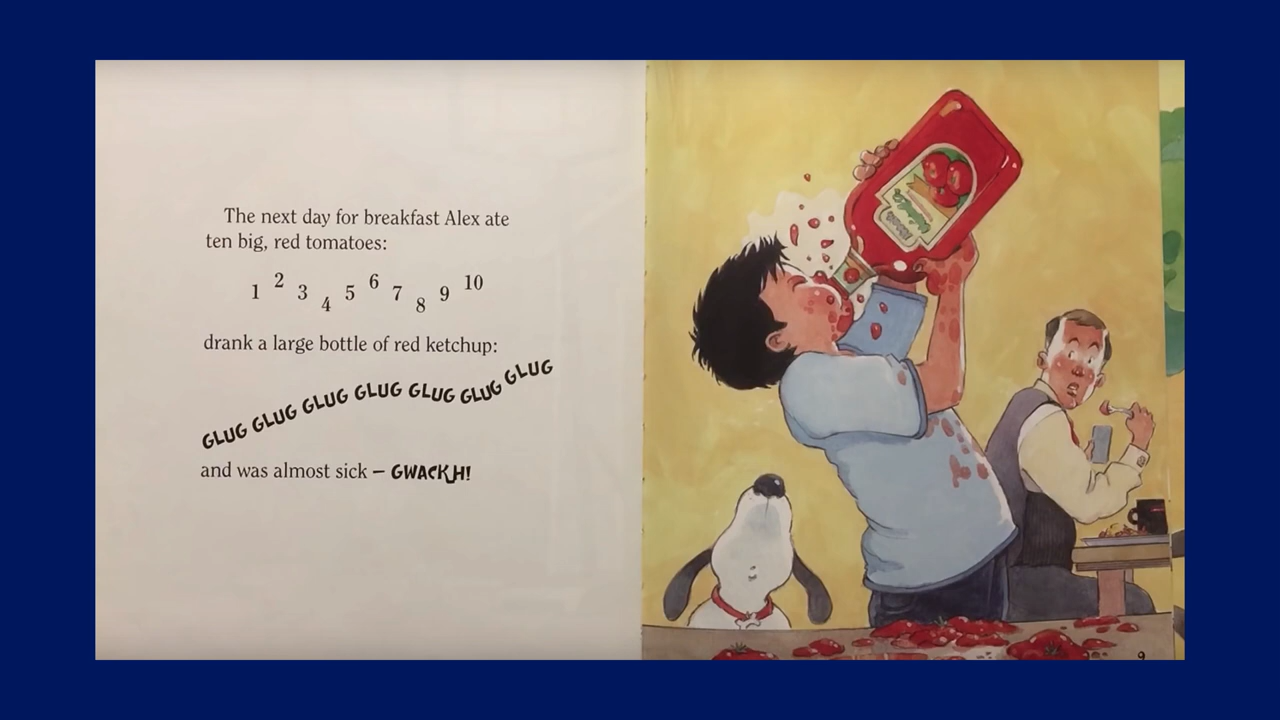 The next day for breakfast Alex ate
ten big, red tomatoes:
1 2 3 4 5 6 7 8 9 10
drank a large bottle of red ketchup:
GLUG GLUG GLUG GLUG GLUG GLUG GLUG
and was almost sick – GWACKH!
9